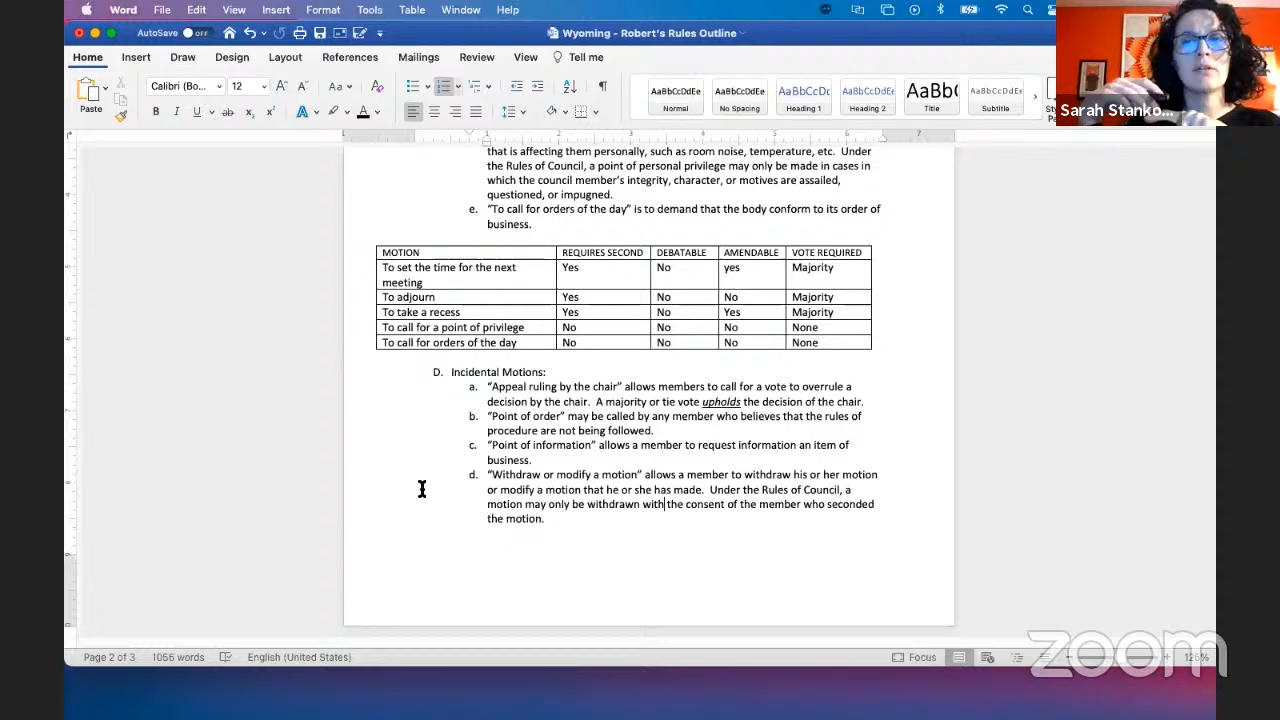 Word File Edit View Insert Format Tools Table Window Help
AutoSave OFF Wyoming - Robert's Rules Outline
Home Insert Draw Design Layout References Mailings Review View Tell me
Paste Calibri (Bo... 12 Aa
AaBbCcDdEe AaBbCcDdEe AaBbCcDc AaBbCcDdEe AaBb( AaBbCcDdEe
Normal No Spacing Heading 1 Heading 2 Title Subtitle
Sarah Stanko...
that is affecting them personally, such as room noise, temperature, etc. Under
the Rules of Council, a point of personal privilege may only be made in cases in
which the council member's integrity, character, or motives are assailed,
questioned, or impugned.
e. “To call for orders of the day” is to demand that the body conform to its order of
business.
MOTION REQUIRES SECOND DEBATABLE AMENDABLE VOTE REQUIRED
To set the time for the next Yes No yes Majority
meeting
To adjourn Yes No No Majority
To take a recess Yes No Yes Majority
To call for a point of privilege No No No None
To call for orders of the day No No No None
D. Incidental Motions:
a. “Appeal ruling by the chair” allows members to call for a vote to overrule a
decision by the chair. A majority or tie vote upholds the decision of the chair.
b. “Point of order” may be called by any member who believes that the rules of
procedure are not being followed.
c. “Point of information” allows a member to request information an item of
business.
d. “Withdraw or modify a motion” allows a member to withdraw his or her motion
or modify a motion that he or she has made. Under the Rules of Council, a
motion may only be withdrawn with the consent of the member who seconded
the motion.
Page 2 of 3 1056 words English (United States) Focus 126%
zoom